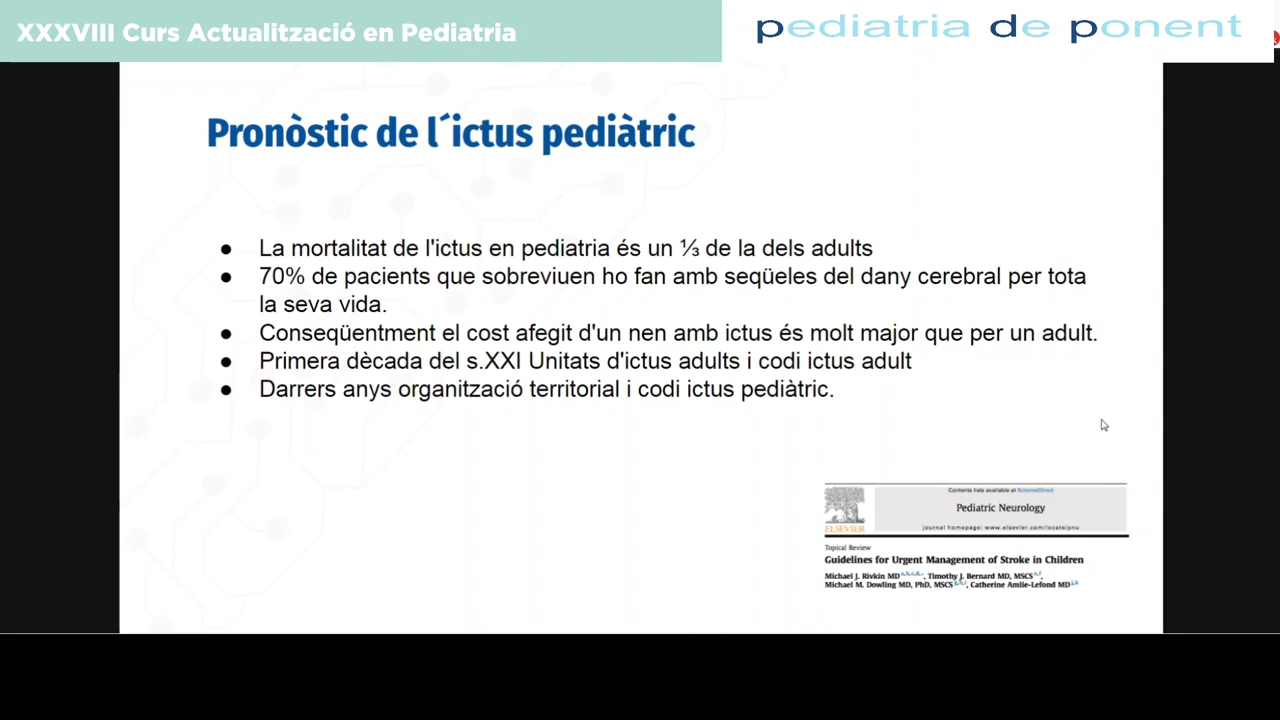 XXXVIII Curs Actualització en Pediatria
pediatria de ponent
Pronòstic de l´ictus pediàtric
● La mortalitat de l'ictus en pediatria és un ⅓ de la dels adults
● 70% de pacients que sobreviuen ho fan amb seqüeles del dany cerebral per tota
la seva vida.
● Conseqüentment el cost afegit d'un nen amb ictus és molt major que per un adult.
● Primera dècada del s.XXI Unitats d'ictus adults i codi ictus adult
● Darrers anys organització territorial i codi ictus pediàtric.
Contents lists available at ScienceDirect
Pediatric Neurology
journal homepage: www.elsevier.com/locate/pnu
ELSEVIER
Topical Review
Guidelines for Urgent Management of Stroke in Children
Michael J. Rivkin MD, Timothy J. Bernard MD, MSCS,
Michael M. Dowling MD, PhD, MSCS, Catherine Amlie-Lefond MD